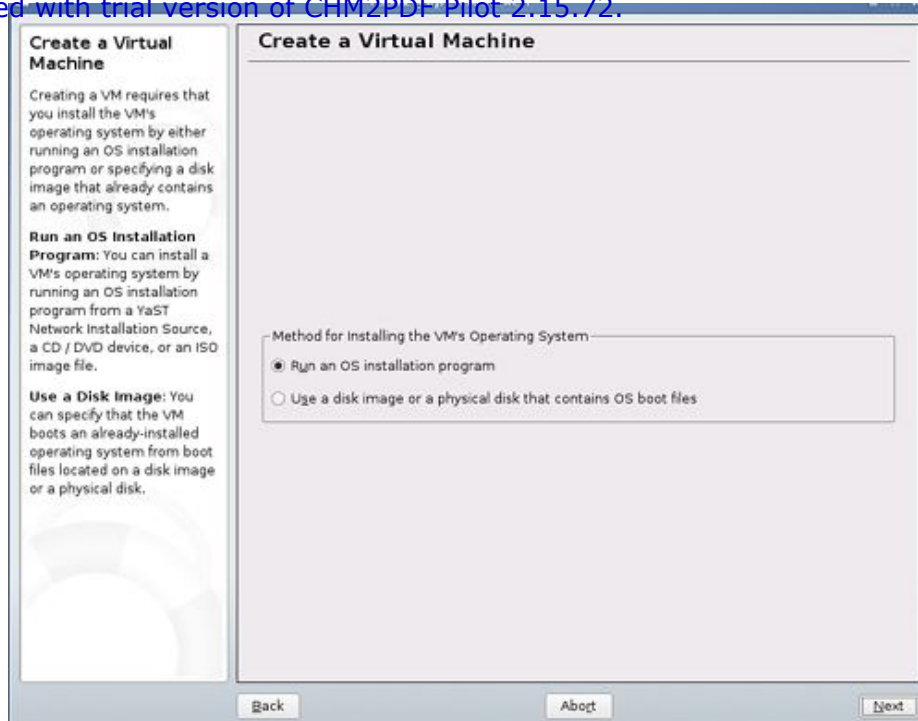 ed with trial version of CHM2PDF Pilot 2.15.72.
Create a Virtual
Machine
Creating a VM requires that
you install the VM's
operating system by either
running an OS installation
program or specifying a disk
image that already contains
an operating system.
Run an OS Installation
Program: You can install a
VM's operating system by
running an OS installation
program from a YaST
Network Installation Source,
a CD / DVD device, or an ISO
image file.
Use a Disk Image: You
can specify that the VM
boots an already-installed
operating system from boot
files located on a disk image
or a physical disk.
Create a Virtual Machine
Method for Installing the VM's Operating System
Run an OS installation program
Use a disk image or a physical disk that contains OS boot files
Back
Abort
Next